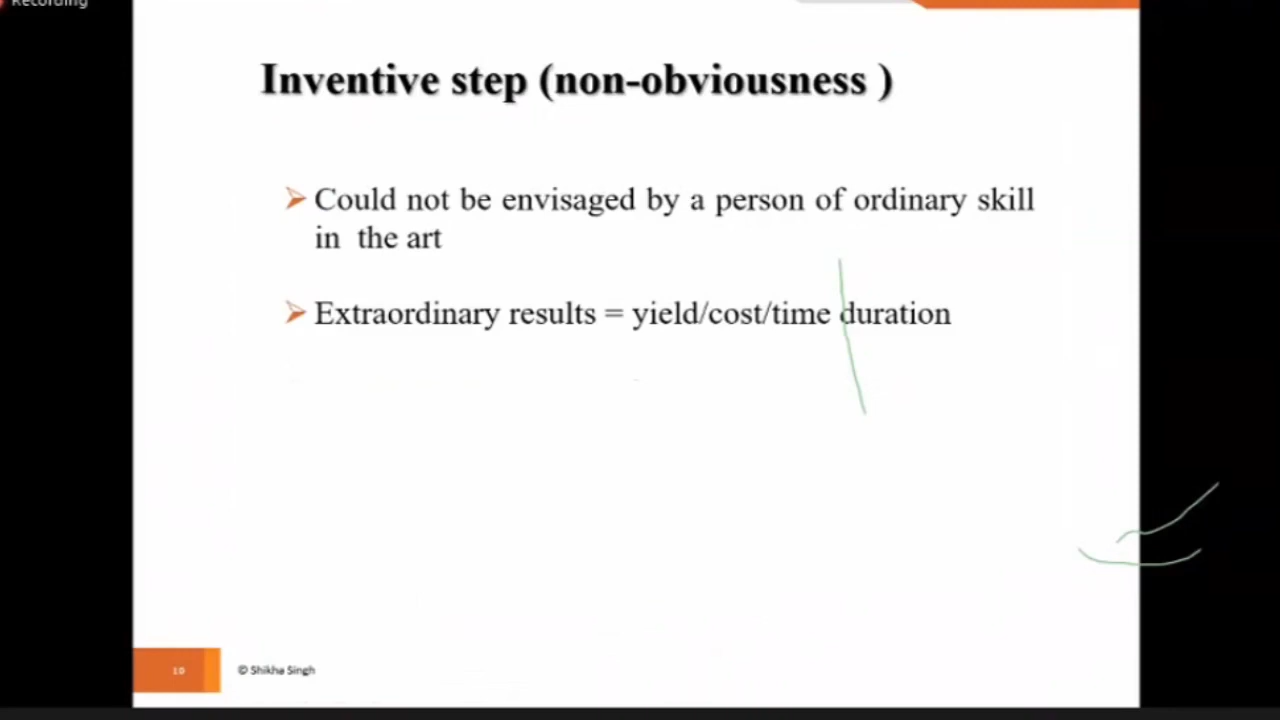 Recording
Inventive step (non-obviousness )
➢ Could not be envisaged by a person of ordinary skill
in the art
➢ Extraordinary results = yield/cost/time duration
10
© Shikha Singh